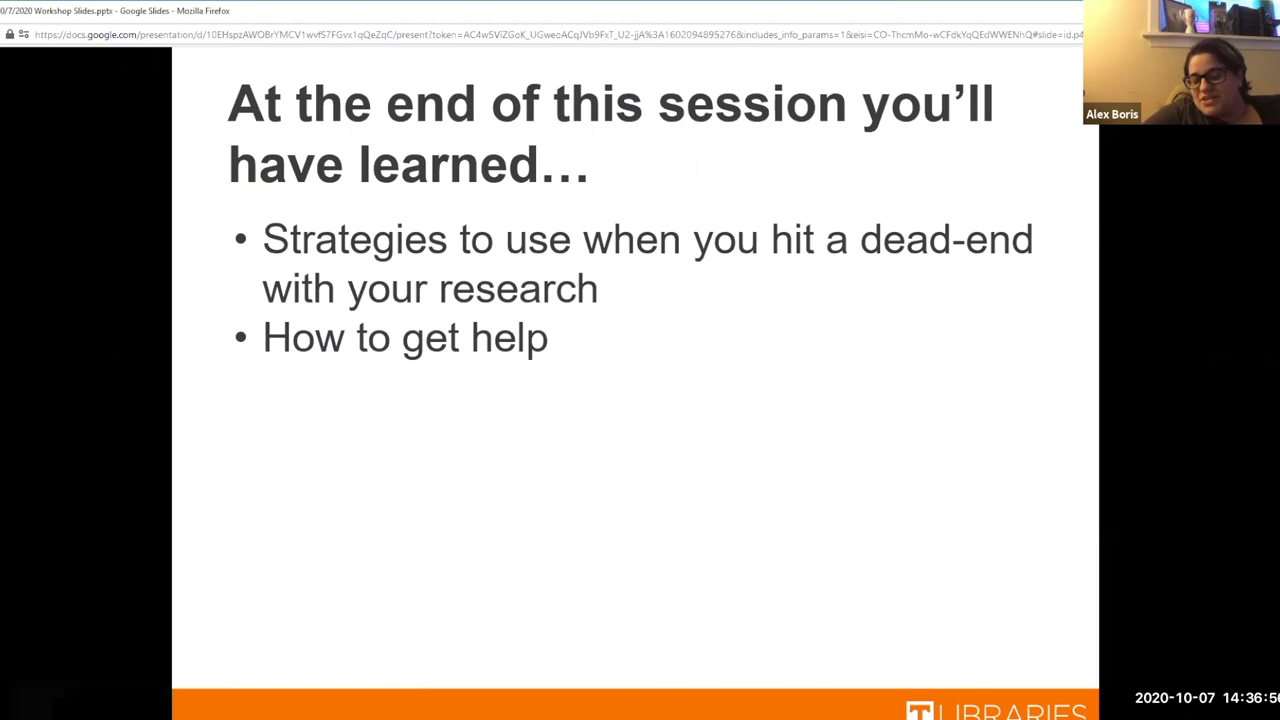 0/7/2020 Workshop Slides.pptx - Google Slides - Mozilla Firefox
At the end of this session you'll
have learned…
• Strategies to use when you hit a dead-end
with your research
• How to get help
Alex Boris
T LIBRARIES
2020-10-07 14:36:5